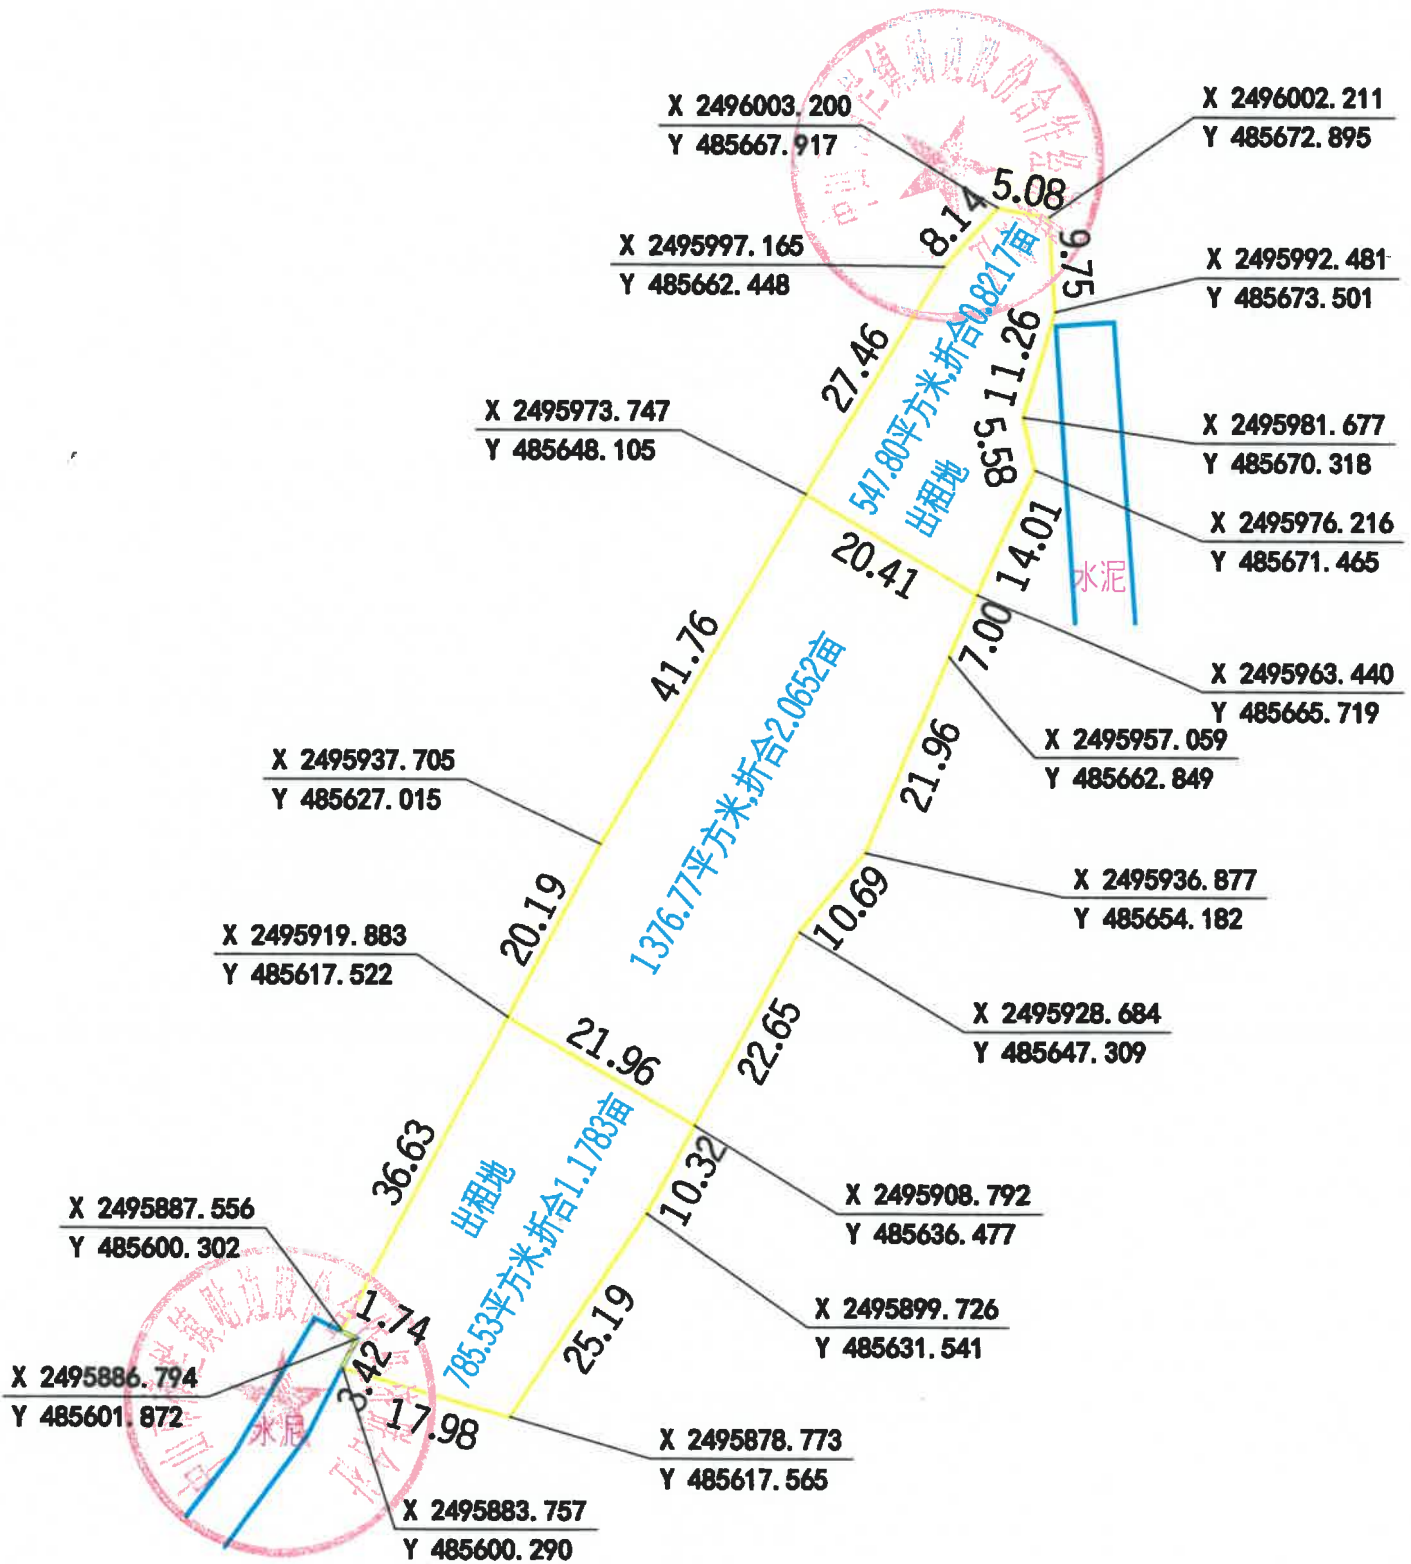 X 2496003.200
Y 485667.917
X 2496002.211
Y 485672.895
5.08
8.14
9.75
X 2495997.165
Y 485662.448
X 2495992.481
Y 485673.501
27.46
547.80平方米,折合0.8217亩
出租地
11.26
5.58
X 2495973.747
Y 485648.105
X 2495981.677
Y 485670.318
X 2495976.216
Y 485671.465
14.01
水泥
20.41
7.00
41.76
X 2495963.440
Y 485665.719
X 2495957.059
Y 485662.849
1376.77平方米,折合2.0652亩
21.96
X 2495937.705
Y 485627.015
X 2495936.877
Y 485654.182
20.19
10.69
X 2495919.883
Y 485617.522
X 2495928.684
Y 485647.309
21.96
22.65
36.63
出租地
785.53平方米,折合1.1783亩
10.32
X 2495908.792
Y 485636.477
X 2495887.556
Y 485600.302
X 2495899.726
Y 485631.541
1.74
25.19
3.42
X 2495886.794
Y 485601.872
水泥
17.98
X 2495878.773
Y 485617.565
X 2495883.757
Y 485600.290